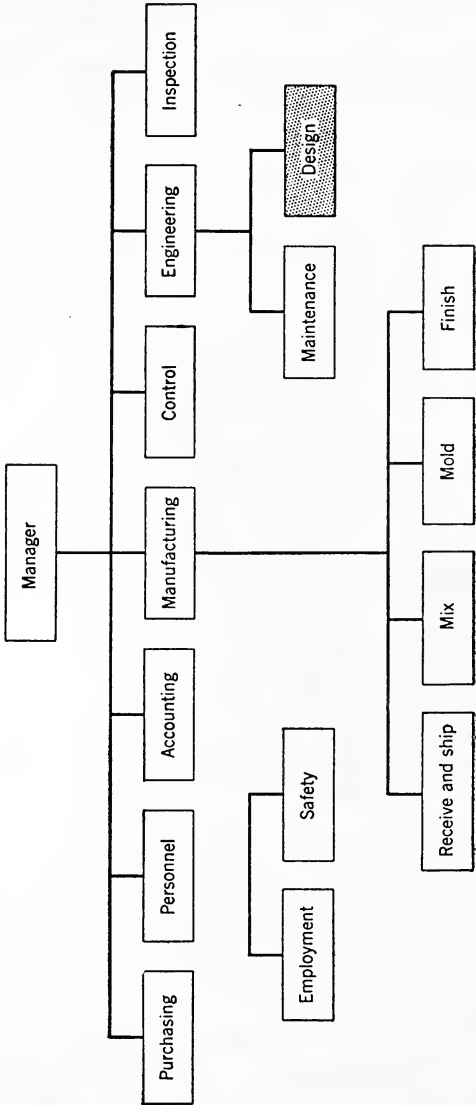 Manager
Purchasing
Personnel
Accounting
Manufacturing
Control
Engineering
Inspection
Employment
Safety
Maintenance
Design
Receive and ship
Mix
Mold
Finish